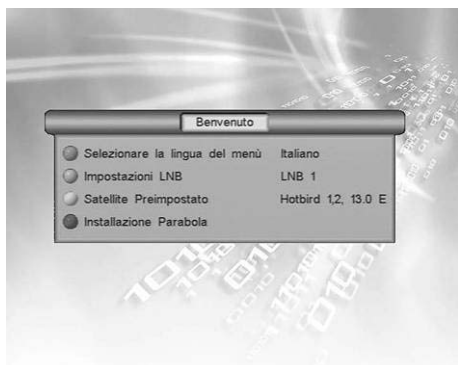 Benvenuto
Selezionare la lingua del menù Italiano
Impostazioni LNB LNB 1
Satellite Preimpostato Hotbird 1,2, 13.0 E
Installazione Parabola